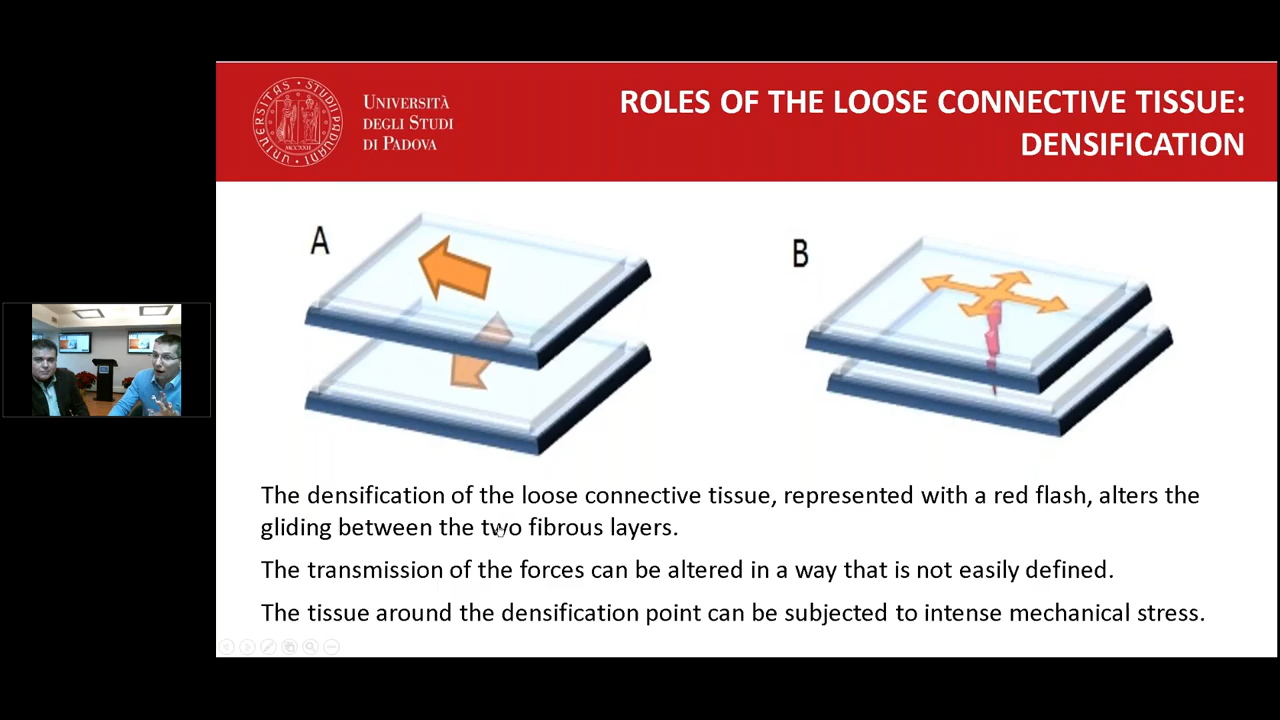 UNIVERSITÀ
DEGLI STUDI
DI PADOVA
ROLES OF THE LOOSE CONNECTIVE TISSUE:
DENSIFICATION
A
B
The densification of the loose connective tissue, represented with a red flash, alters the
gliding between the two fibrous layers.
The transmission of the forces can be altered in a way that is not easily defined.
The tissue around the densification point can be subjected to intense mechanical stress.